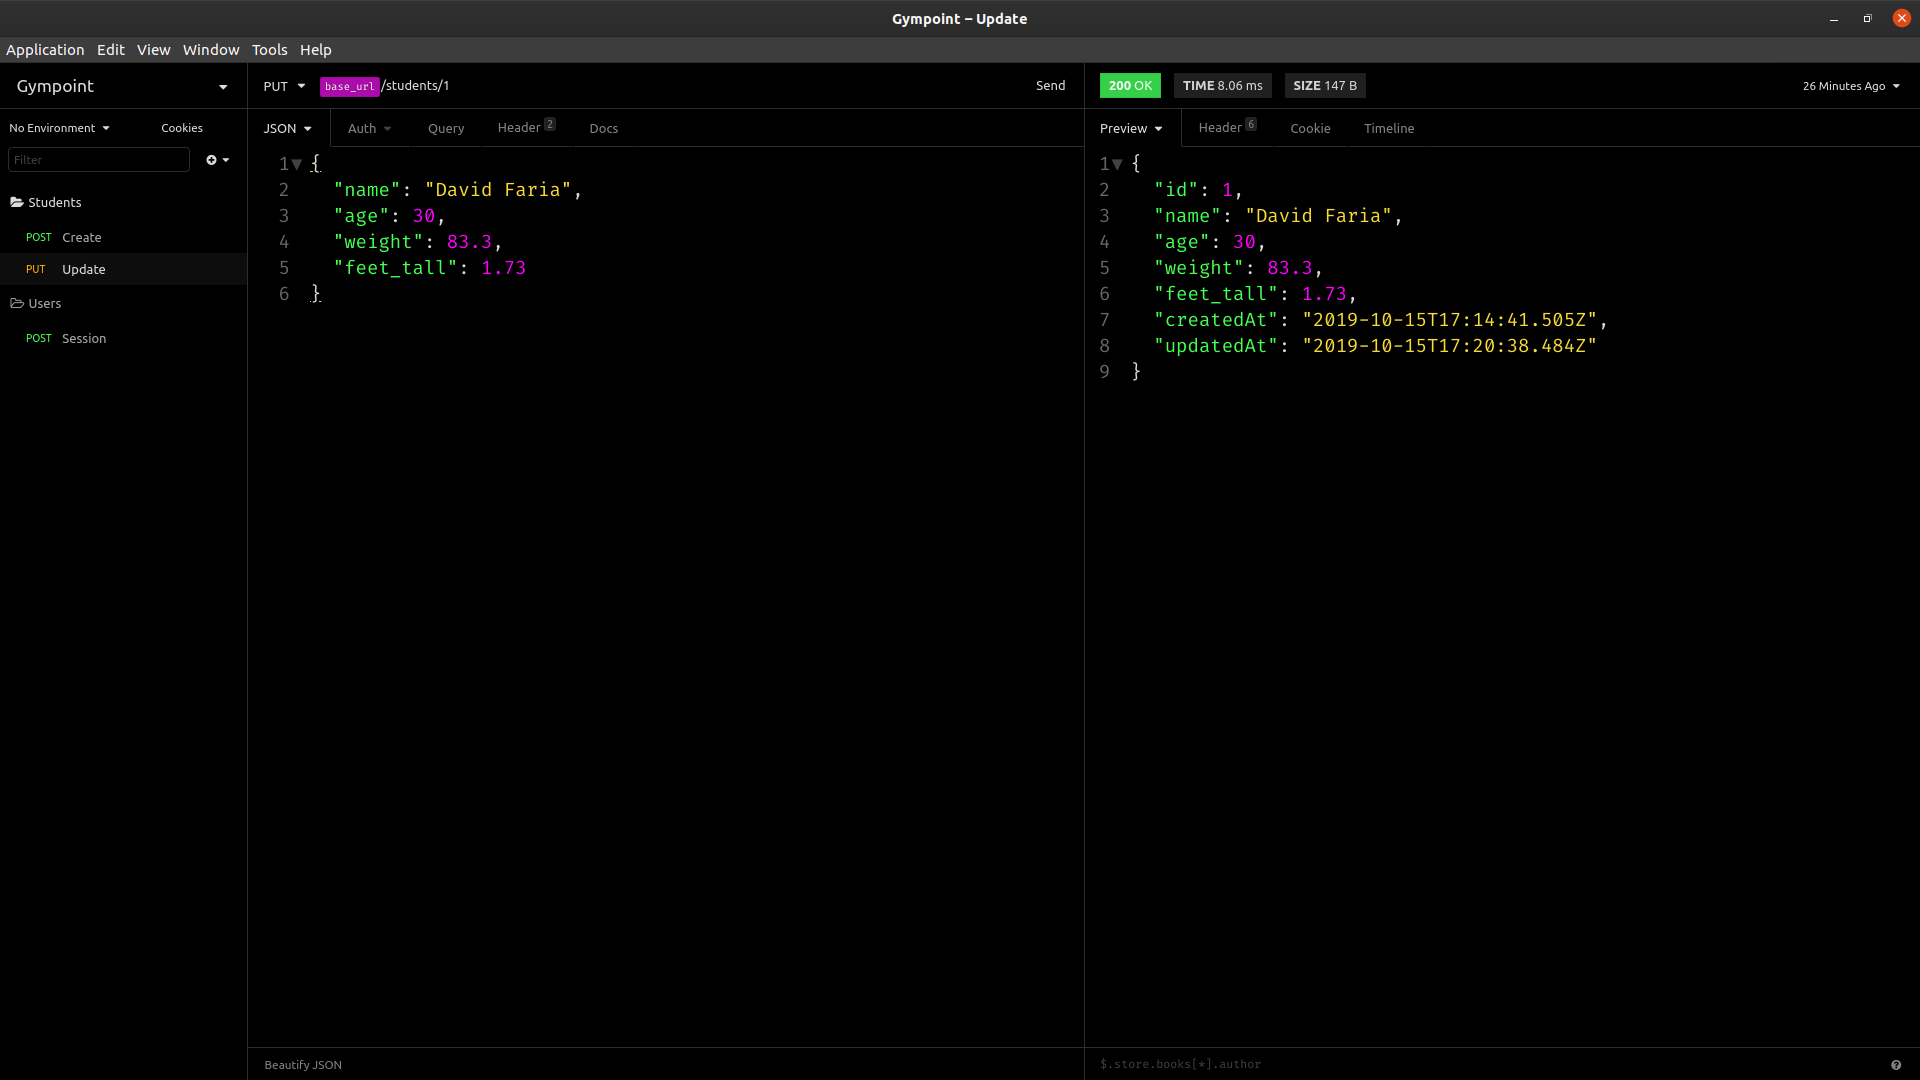 Gympoint – Update
Application Edit View Window Tools Help
Gympoint
PUT base_url/students/1 Send
200 OK TIME 8.06 ms SIZE 147 B 26 Minutes Ago
No Environment Cookies
JSON Auth Query Header 2 Docs
Preview Header 6 Cookie Timeline
Filter
Students
POST Create
PUT Update
Users
POST Session
1 {
2 "name": "David Faria",
3 "age": 30,
4 "weight": 83.3,
5 "feet_tall": 1.73
6 }
1 {
2 "id": 1,
3 "name": "David Faria",
4 "age": 30,
5 "weight": 83.3,
6 "feet_tall": 1.73,
7 "createdAt": "2019-10-15T17:14:41.505Z",
8 "updatedAt": "2019-10-15T17:20:38.484Z"
9 }
Beautify JSON
$.store.books[*].author